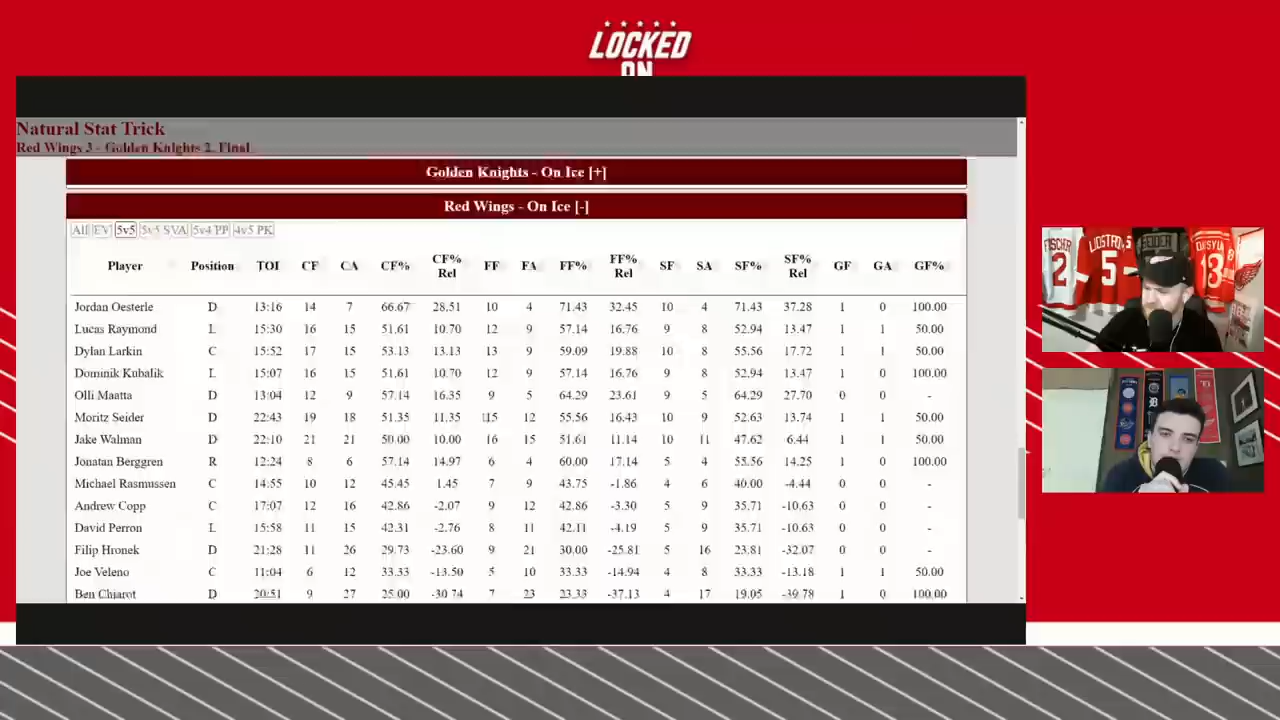 LOCKED
ON
Natural Stat Trick
Red Wings 3 - Golden Knights 2, Final
Golden Knights - On Ice [+]
Red Wings - On Ice [-]
All EV 5v5 5v5 SVA 5v4 PP 4v5 PK
Player Position TOI CF CA CF% CF% Rel FF FA FF% FF% Rel SF SA SF% SF% Rel GF GA GF%
Jordan Oesterle D 13:16 14 7 66.67 28.51 10 4 71.43 32.45 10 4 71.43 37.28 1 0 100.00
Lucas Raymond L 15:30 16 15 51.61 10.70 12 9 57.14 16.76 9 8 52.94 13.47 1 1 50.00
Dylan Larkin C 15:52 17 15 53.13 13.13 13 9 59.09 19.88 10 8 55.56 17.72 1 1 50.00
Dominik Kubalik L 15:07 16 15 51.61 10.70 12 9 57.14 16.76 9 8 52.94 13.47 1 0 100.00
Olli Maatta D 13:04 12 9 57.14 16.35 9 5 64.29 23.61 9 5 64.29 27.70 0 0 -
Moritz Seider D 22:43 19 18 51.35 11.35 15 12 55.56 16.43 10 9 52.63 13.74 1 1 50.00
Jake Walman D 22:10 21 21 50.00 10.00 16 15 51.61 11.14 10 11 47.62 6.44 1 1 50.00
Jonatan Berggren R 12:24 8 6 57.14 14.97 6 4 60.00 17.14 5 4 55.56 14.25 1 0 100.00
Michael Rasmussen C 14:55 10 12 45.45 1.45 7 9 43.75 -1.86 4 6 40.00 -4.44 0 0 -
Andrew Copp C 17:07 12 16 42.86 -2.07 9 12 42.86 -3.30 5 9 35.71 -10.63 0 0 -
David Perron L 15:58 11 15 42.31 -2.76 8 11 42.11 -4.19 5 9 35.71 -10.63 0 0 -
Filip Hronek D 21:28 11 26 29.73 -23.60 9 21 30.00 -25.81 5 16 23.81 -32.07 0 0 -
Joe Veleno C 11:04 6 12 33.33 -13.50 5 10 33.33 -14.94 4 8 33.33 -13.18 1 1 50.00
Ben Chiarot D 20:51 9 27 25.00 -30.74 7 23 23.33 -37.13 4 17 19.05 -39.78 1 0 100.00
FISCHER
2
LIDSTROM
5
SEIDER
DATSYU
13